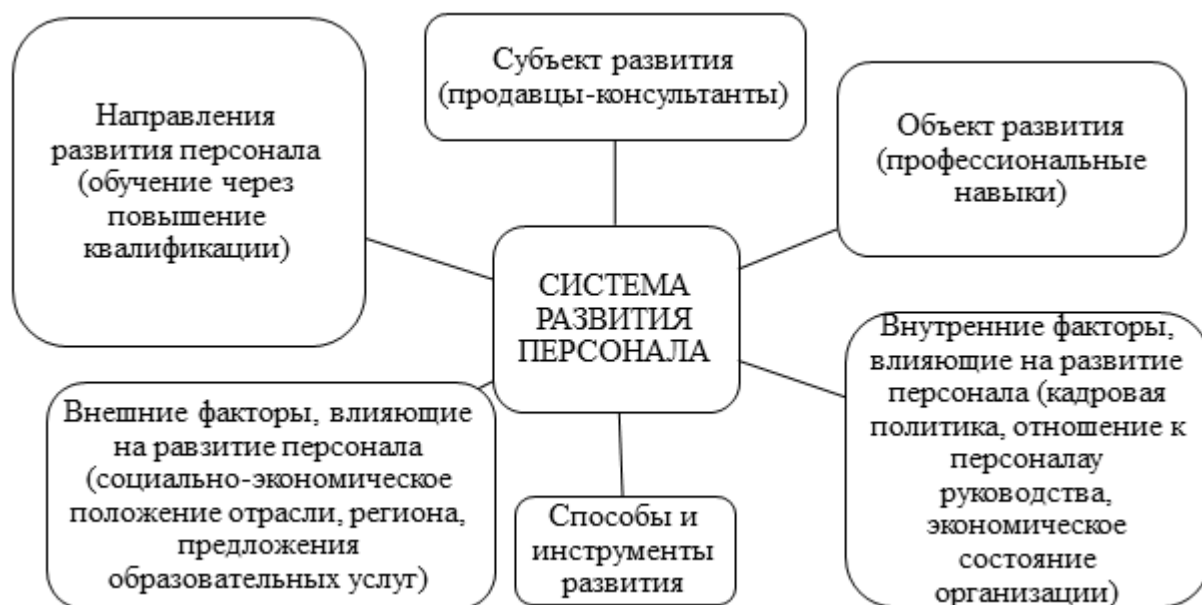 Направления
развития персонала
(обучение через
повышение
квалификации)
Субъект развития
(продавцы-консультанты)
Объект развития
(профессиональные
навыки)
СИСТЕМА
РАЗВИТИЯ
ПЕРСОНАЛА
Внешние факторы, влияющие
на равзитие персонала
(социально-экономическое
положение отрасли, региона,
предложения
образовательных услуг)
Способы и
инструменты
развития
Внутренние факторы,
влияющие на развитие
персонала (кадровая
политика, отношение к
персоналау
руководства,
экономическое
состояние
организации)